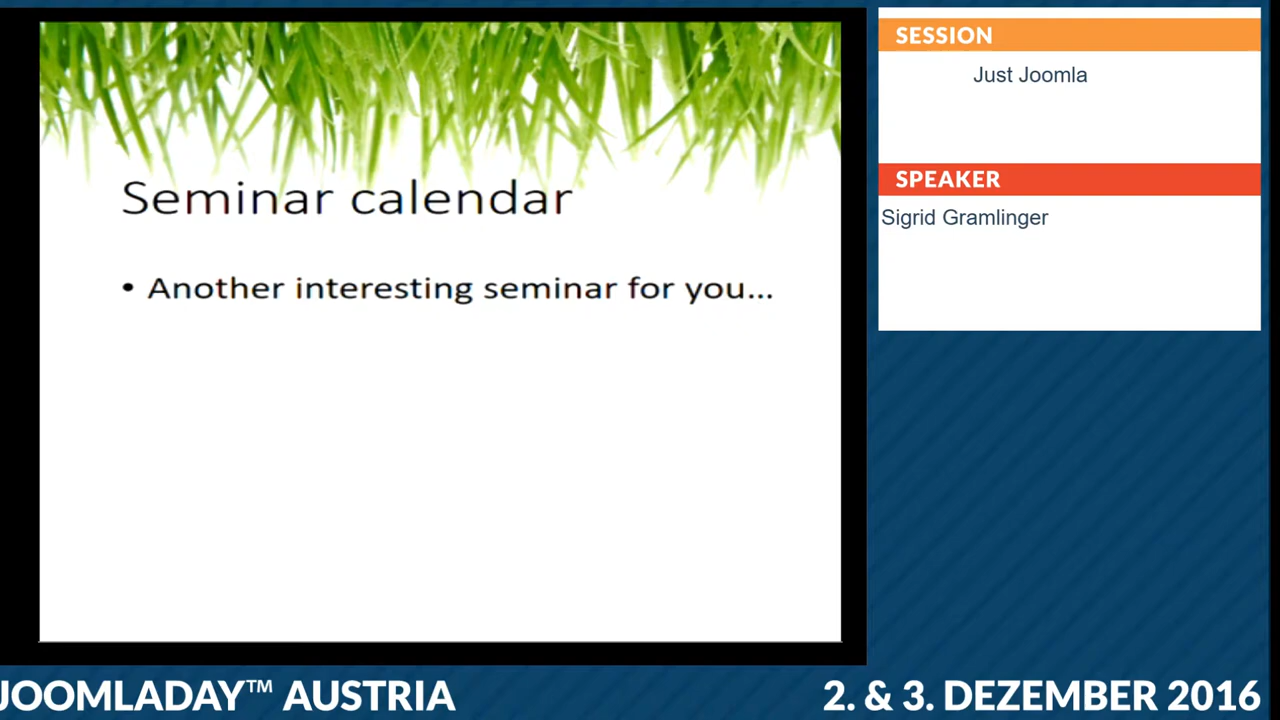 Seminar calendar
• Another interesting seminar for you...
SESSION
Just Joomla
SPEAKER
Sigrid Gramlinger
JOOMLADAY™ AUSTRIA
2. & 3. DEZEMBER 2016